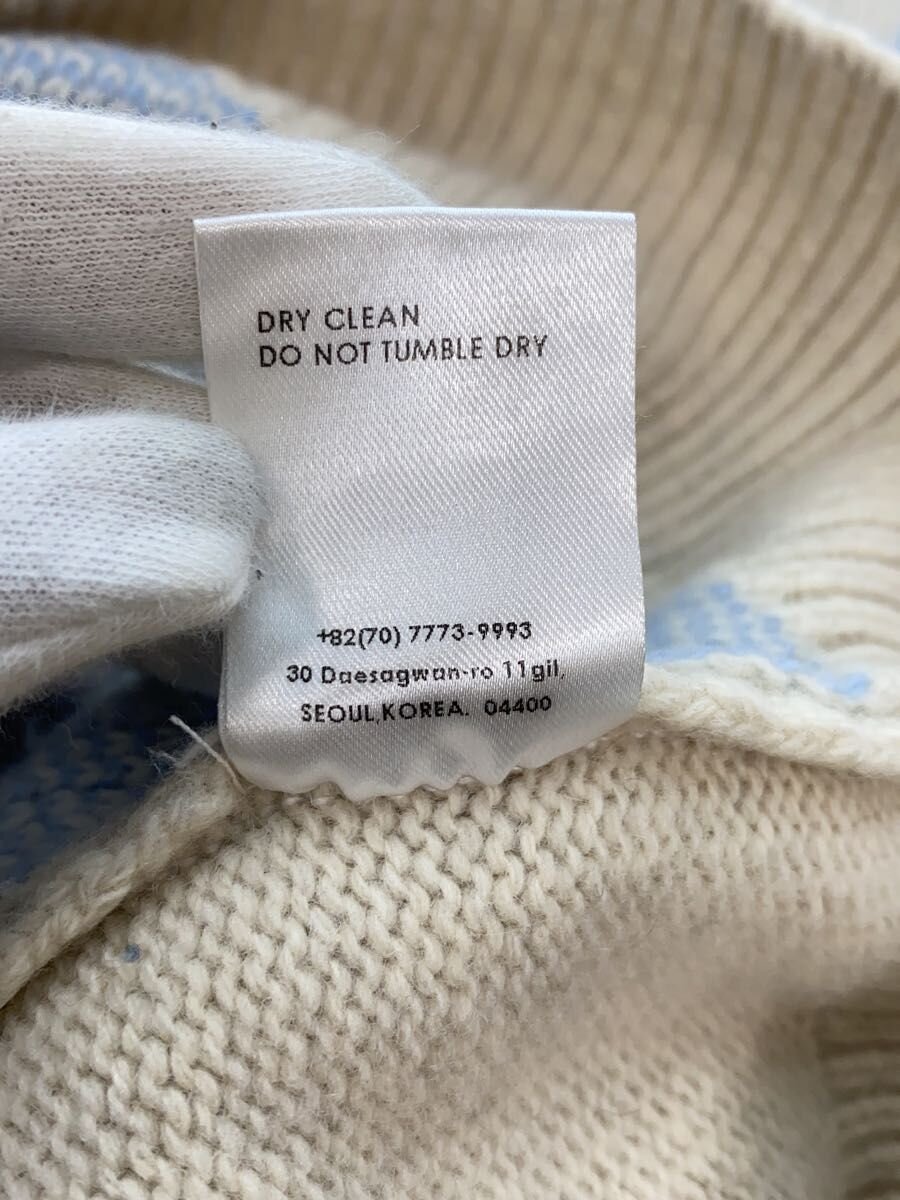 DRY CLEAN
DO NOT TUMBLE DRY
+82(70) 7773-9993
30 Daesagwan-ro 11gil,
SEOUL,KOREA. 04400